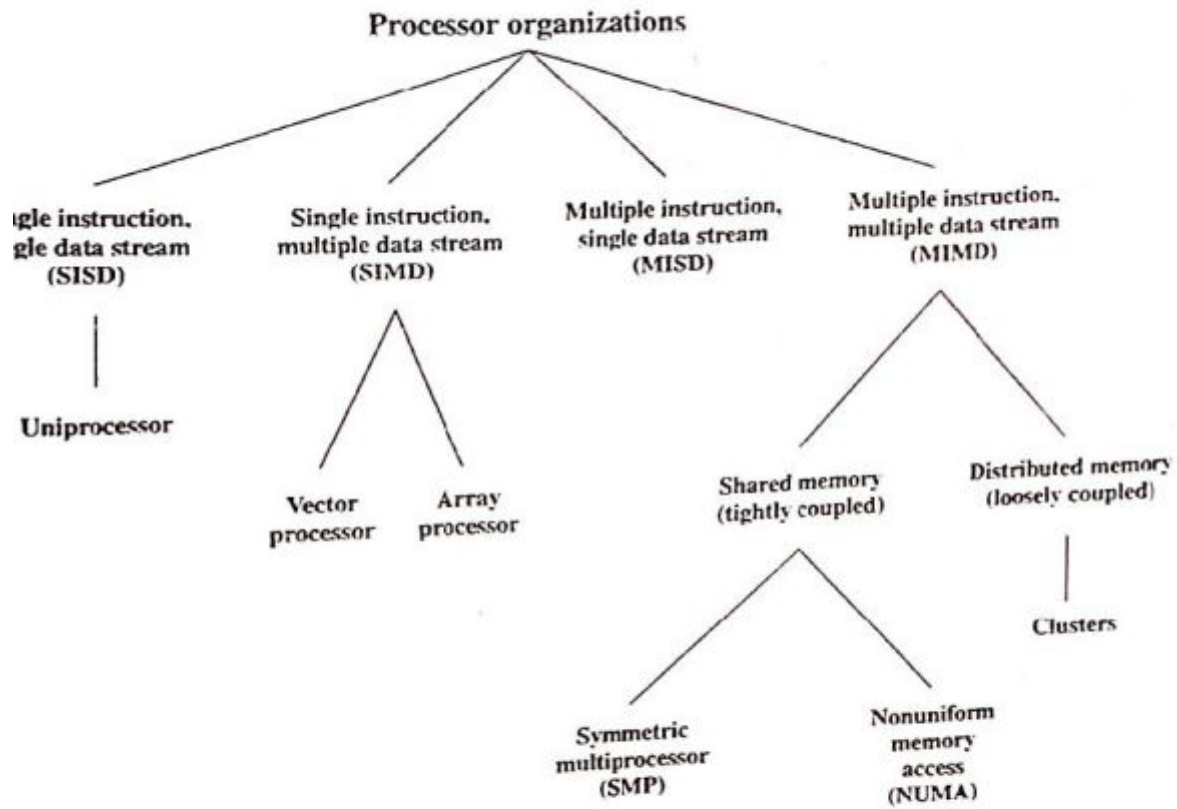 Processor organizations
ngle instruction,
gle data stream
(SISD)
Single instruction,
multiple data stream
(SIMD)
Multiple instruction,
single data stream
(MISD)
Multiple instruction,
multiple data stream
(MIMD)
Uniprocessor
Vector
processor
Array
processor
Shared memory
(tightly coupled)
Distributed memory
(loosely coupled)
Clusters
Symmetric
multiprocessor
(SMP)
Nonuniform
memory
access
(NUMA)